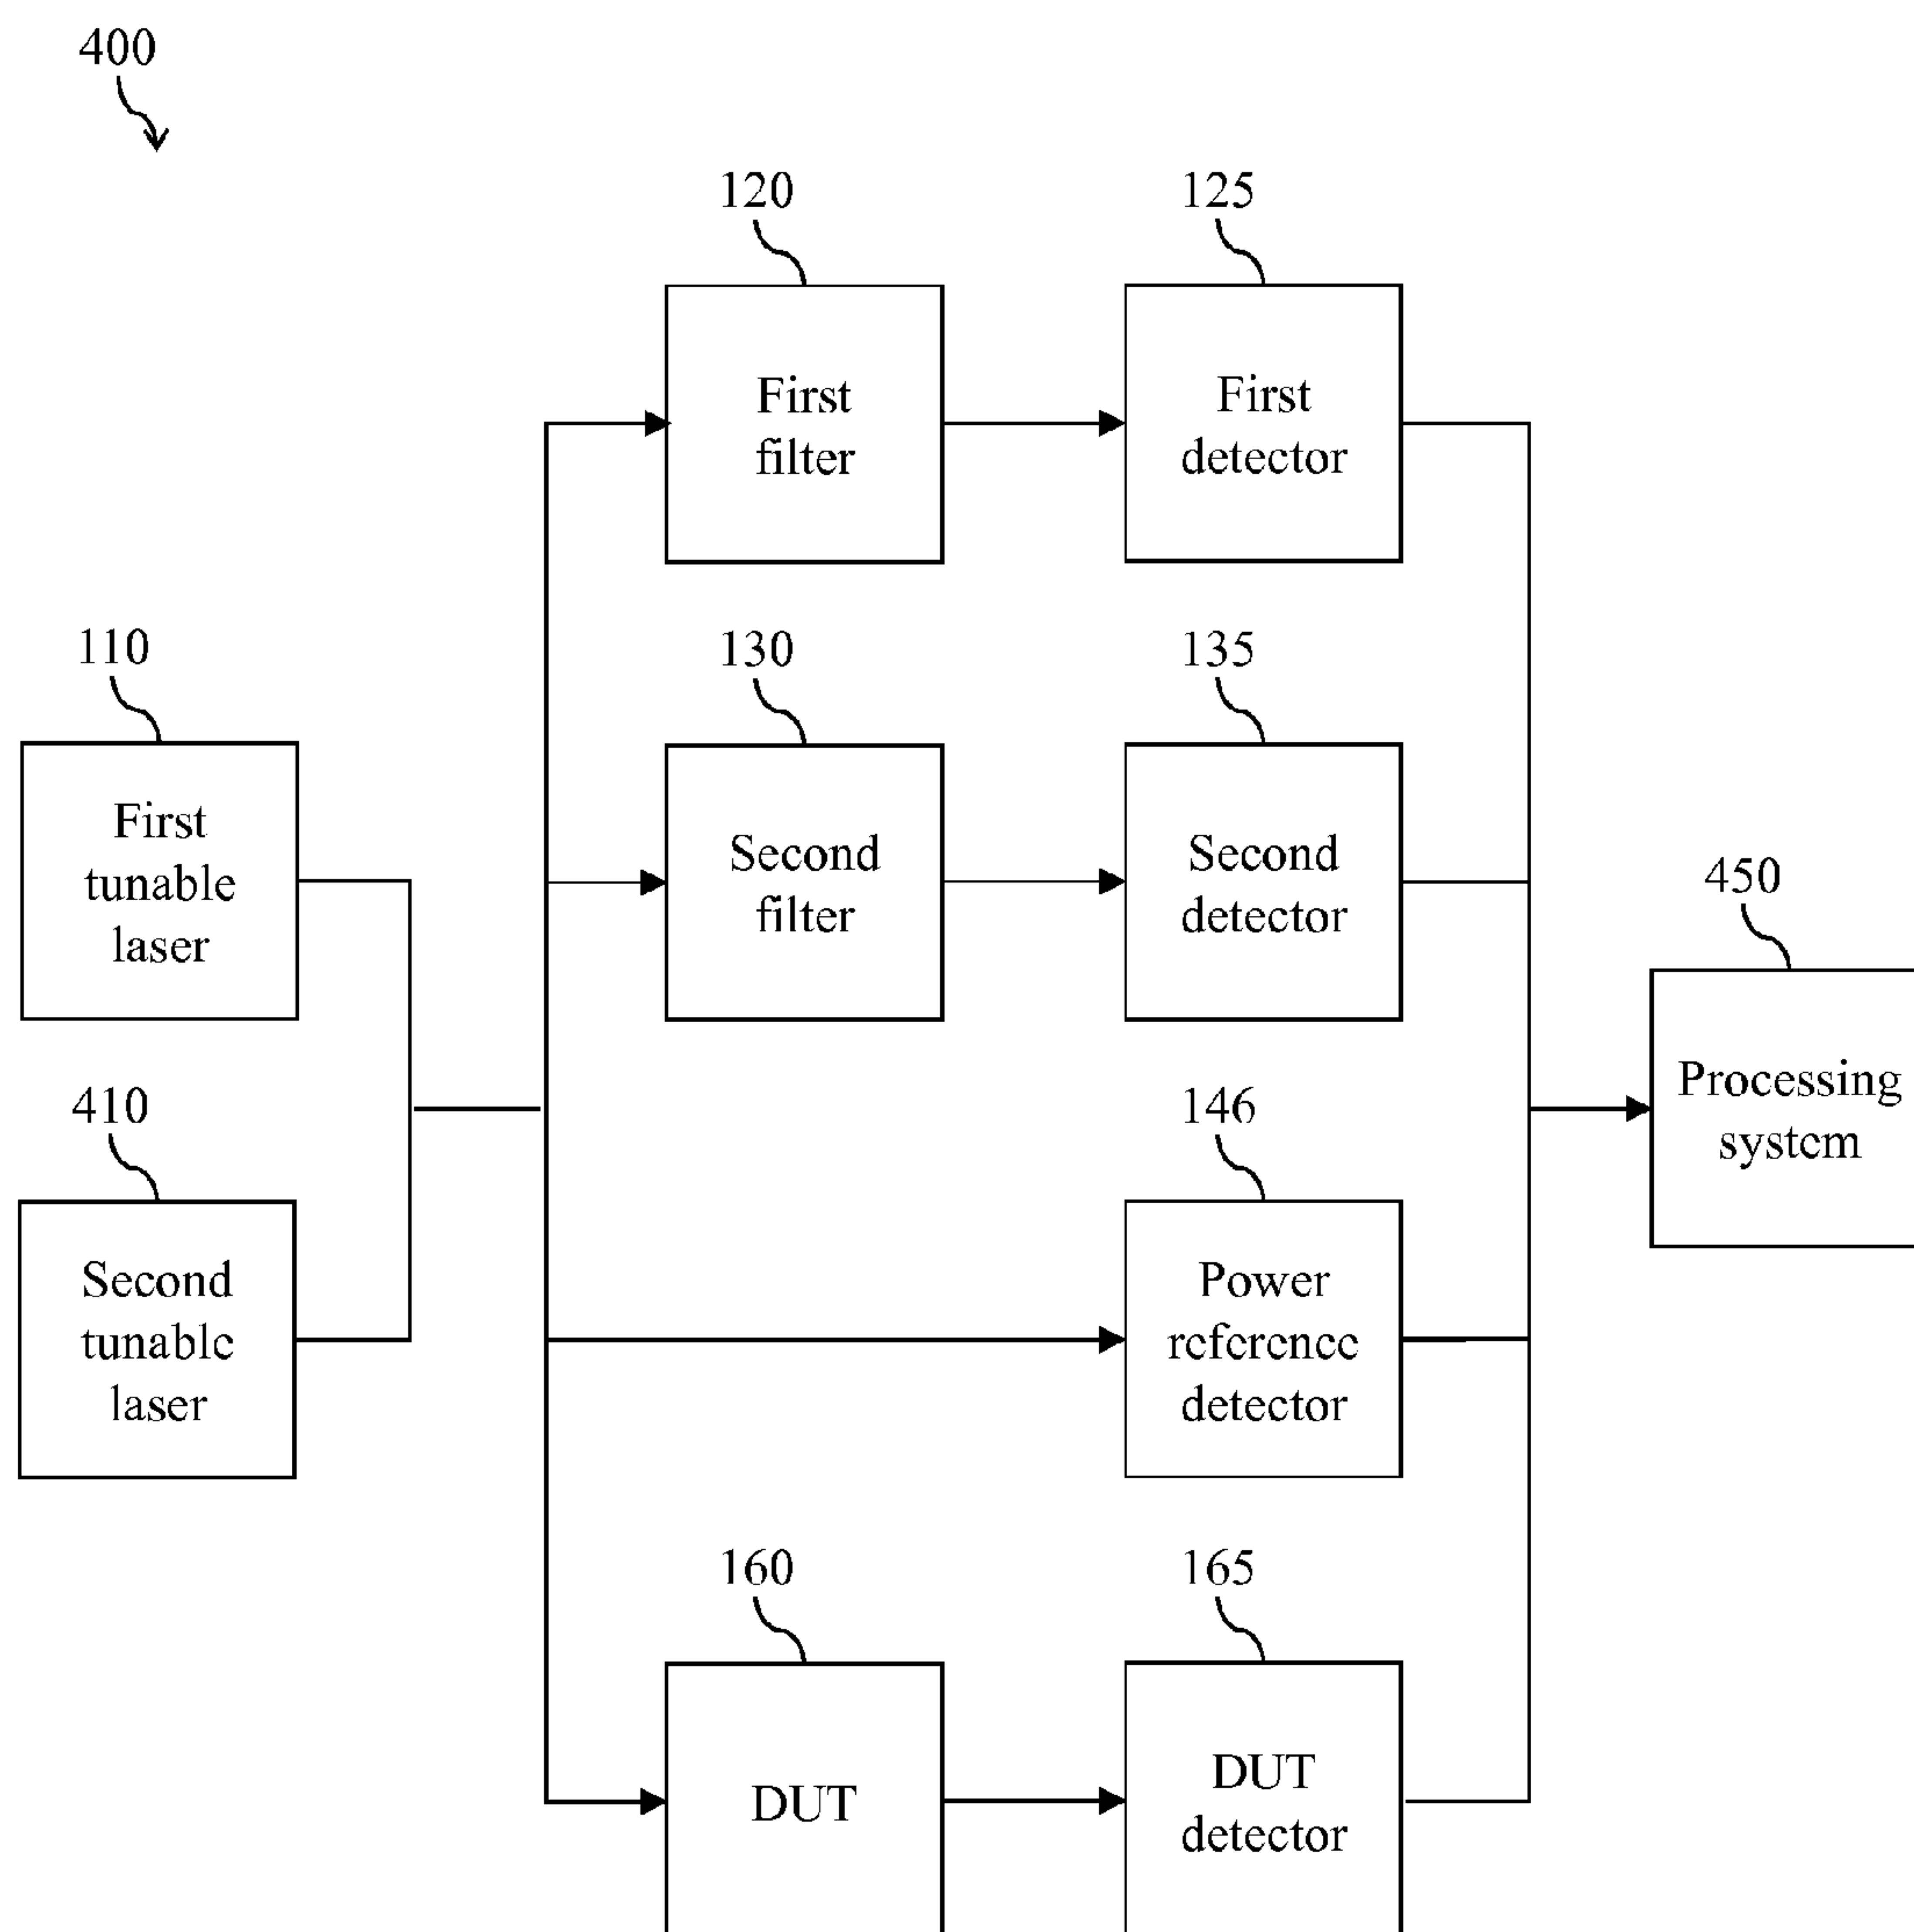 400
120
125
First
filter
First
detector
110
130
135
First
tunable
laser
Second
filter
Second
detector
450
Processing
system
410
146
Second
tunable
laser
Power
reference
detector
160
165
DUT
DUT
detector